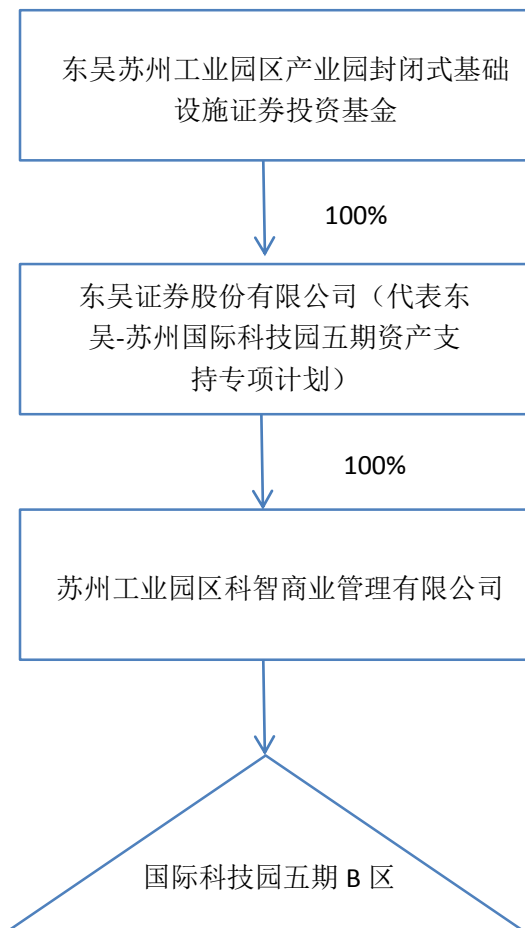 东吴苏州工业园区产业园封闭式基础
设施证券投资基金
100%
东吴证券股份有限公司（代表东
吴-苏州国际科技园五期资产支
持专项计划）
100%
苏州工业园区科智商业管理有限公司
国际科技园五期 B 区